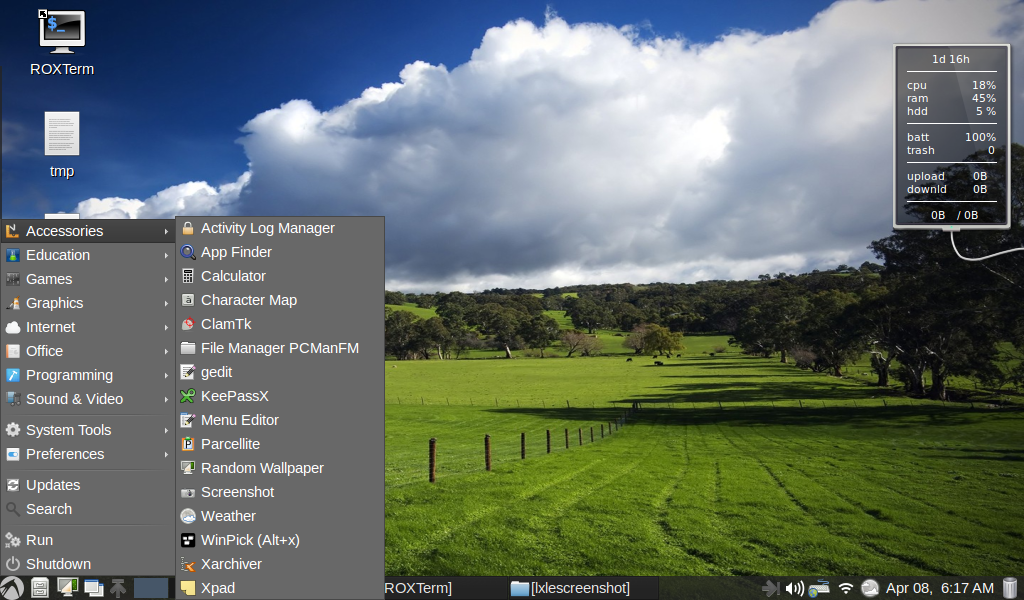 $_
ROXTerm
tmp
1d 16h
cpu 18%
ram 45%
hdd 5 %
batt 100%
trash 0
upload 0B
downld 0B
0B / 0B
Accessories
Education
Games
Graphics
Internet
Office
Programming
Sound & Video
System Tools
Preferences
Updates
Search
Run
Shutdown
Activity Log Manager
App Finder
Calculator
Character Map
ClamTk
File Manager PCManFM
gedit
KeePassX
Menu Editor
Parcellite
Random Wallpaper
Screenshot
Weather
WinPick (Alt+x)
Xarchiver
Xpad
ROXTerm]
[lxlescreenshot]
Apr 08, 6:17 AM